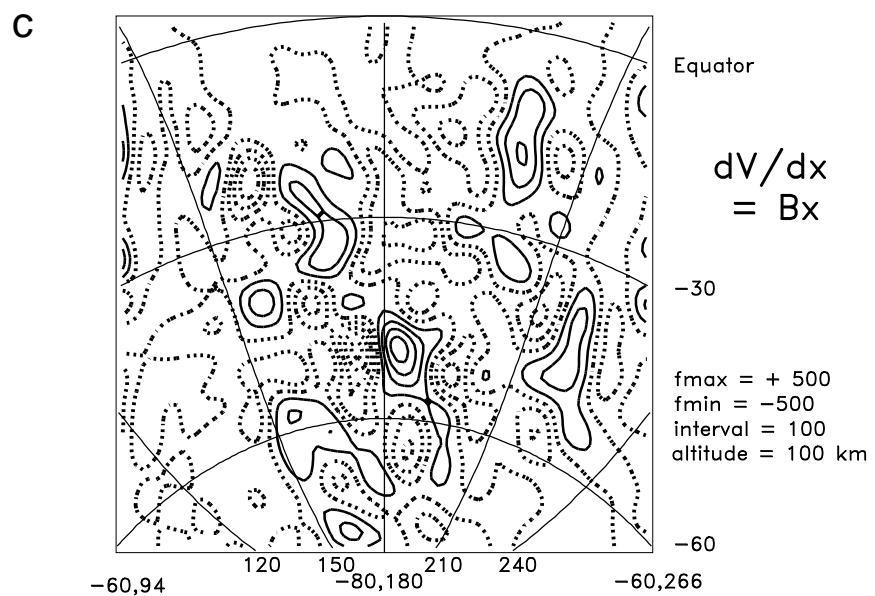 C
Equator
dV/dx
= Bx
-30
fmax = + 500
fmin = -500
interval = 100
altitude = 100 km
-60
120 150 210 240
-60,94 -80,180 -60,266